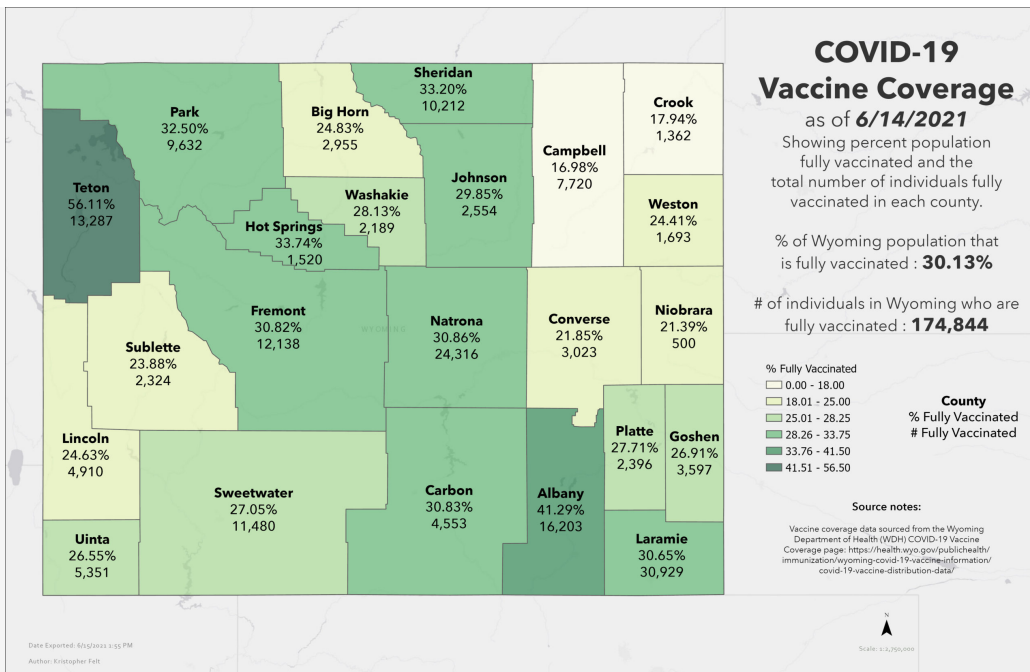 COVID-19
Vaccine Coverage
as of 6/14/2021
Showing percent population
fully vaccinated and the
total number of individuals fully
vaccinated in each county.
% of Wyoming population that
is fully vaccinated : 30.13%
# of individuals in Wyoming who are
fully vaccinated : 174,844
% Fully Vaccinated
0.00 - 18.00
18.01 - 25.00
25.01 - 28.25
28.26 - 33.75
33.76 - 41.50
41.51 - 56.50
County
% Fully Vaccinated
# Fully Vaccinated
Source notes:
Vaccine coverage data sourced from the Wyoming
Department of Health (WDH) COVID-19 Vaccine
Coverage page: https://health.wyo.gov/publichealth/
immunization/wyoming-covid-19-vaccine-information/
covid-19-vaccine-distribution-data/
N
Scale: 1:1,750,000
Park
32.50%
9,632
Big Horn
24.83%
2,955
Sheridan
33.20%
10,212
Campbell
16.98%
7,720
Crook
17.94%
1,362
Teton
56.11%
13,287
Washakie
28.13%
2,189
Johnson
29.85%
2,554
Weston
24.41%
1,693
Hot Springs
33.74%
1,520
Fremont
30.82%
12,138
WYOMING
Natrona
30.86%
24,316
Converse
21.85%
3,023
Niobrara
21.39%
500
Sublette
23.88%
2,324
Lincoln
24.63%
4,910
Platte
27.71%
2,396
Goshen
26.91%
3,597
Sweetwater
27.05%
11,480
Carbon
30.83%
4,553
Albany
41.29%
16,203
Uinta
26.55%
5,351
Laramie
30.65%
30,929
Date Exported: 6/15/2021 1:55 PM
Author: Kristopher Felt